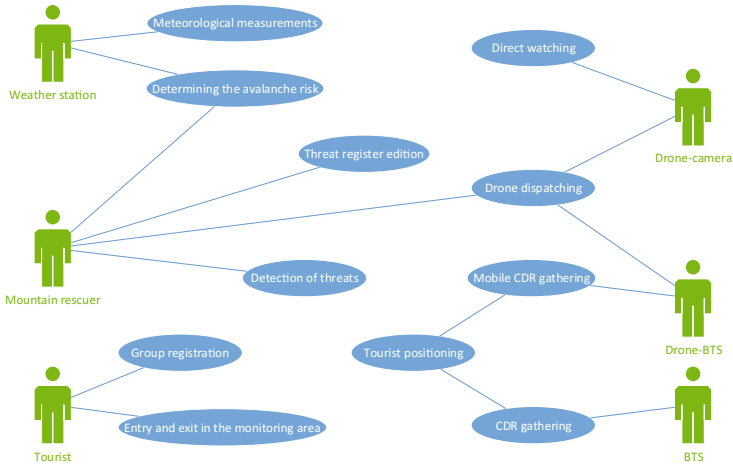 Meteorological measurements
Direct watching
Weather station
Determining the avalanche risk
Threat register edition
Drone-camera
Drone dispatching
Detection of threats
Mobile CDR gathering
Mountain rescuer
Group registration
Tourist positioning
Drone-BTS
Entry and exit in the monitoring area
CDR gathering
Tourist
BTS